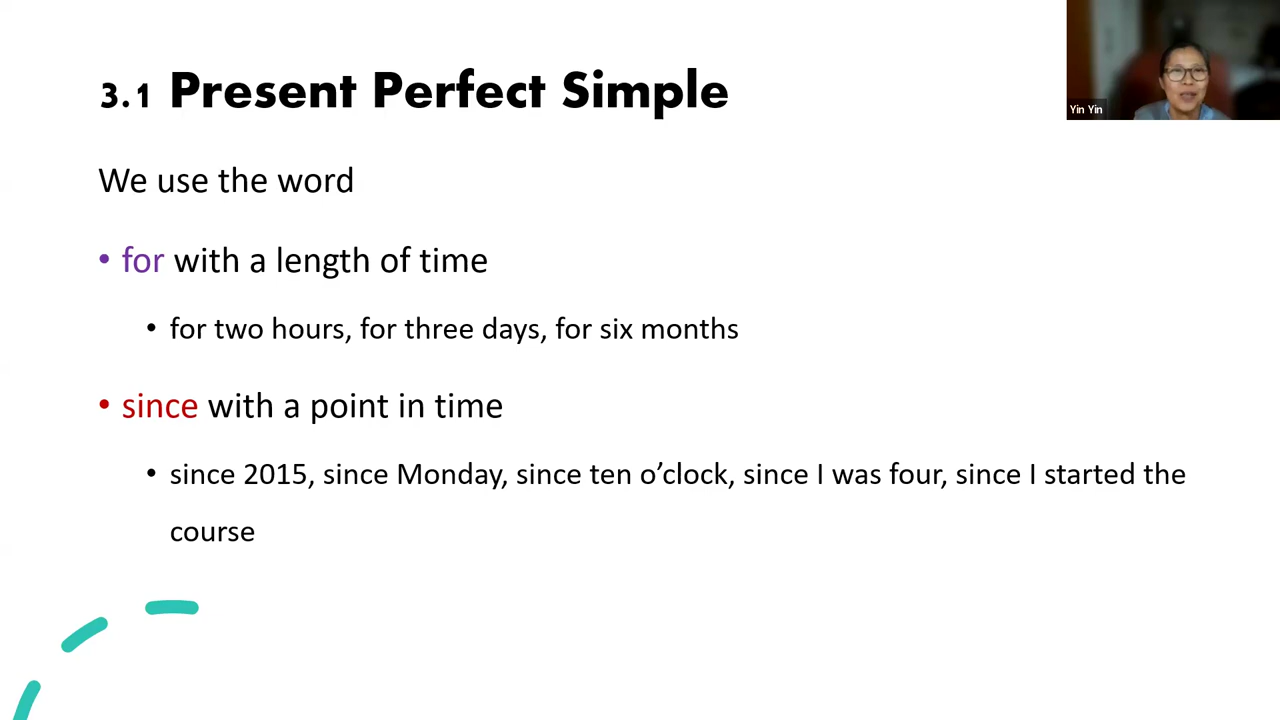 3.1 Present Perfect Simple
Yin Yin
We use the word
• for with a length of time
• for two hours, for three days, for six months
• since with a point in time
• since 2015, since Monday, since ten o’clock, since I was four, since I started the
course